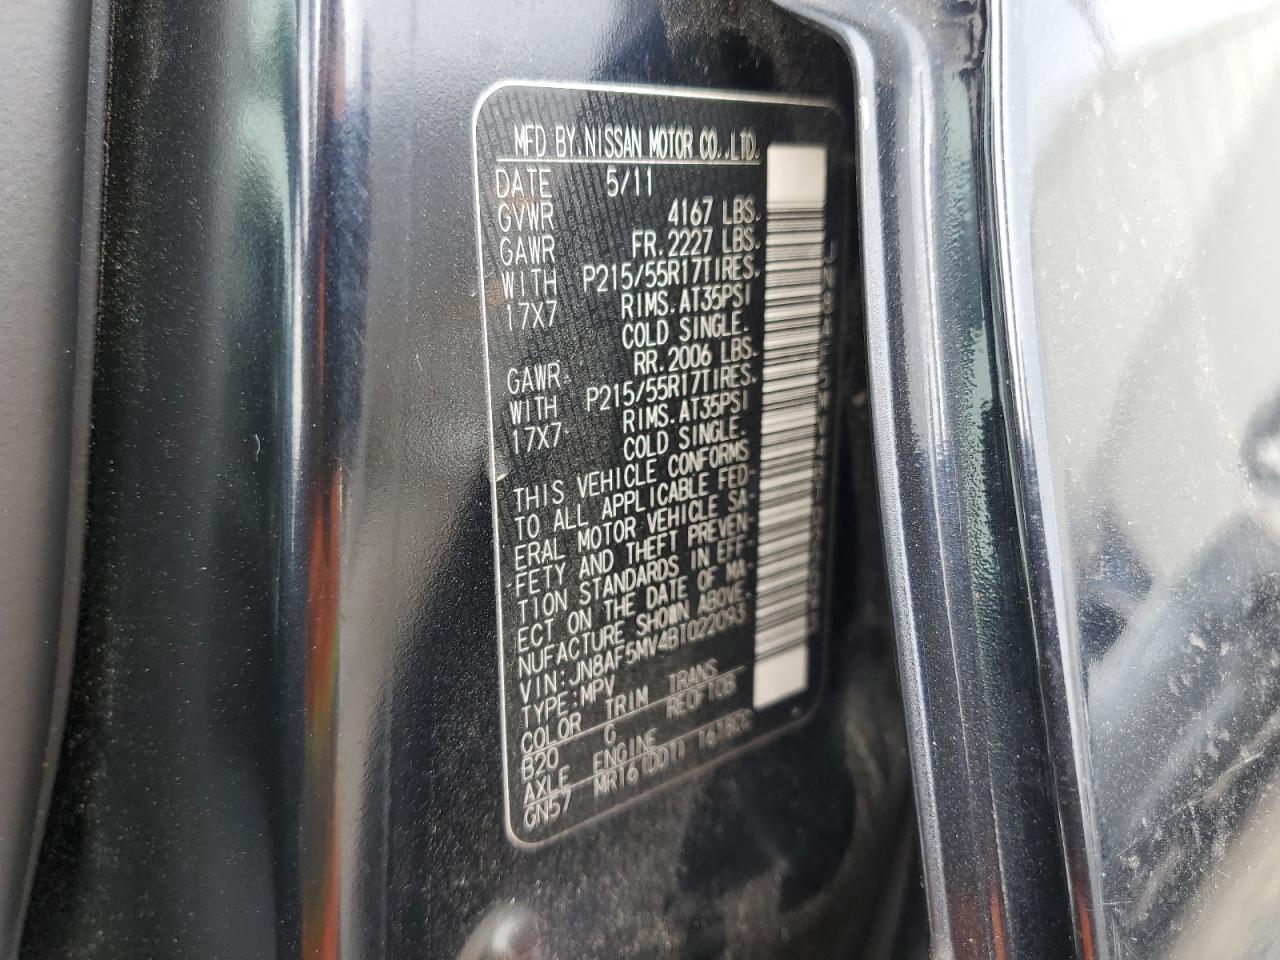 MFD BY NISSAN MOTOR CO.,LTD.
DATE 5/11
GVWR 4167 LBS.
GAWR FR. 2227 LBS.
WITH P215/55R17TIRES.
17X7 RIMS. AT35PSI
COLD SINGLE.
GAWR RR. 2006 LBS.
WITH P215/55R17TIRES.
17X7 RIMS. AT35PSI
COLD SINGLE.
THIS VEHICLE CONFORMS
TO ALL APPLICABLE FED-
ERAL MOTOR VEHICLE SA-
FETY AND THEFT PREVEN-
TION STANDARDS IN EFF-
ECT ON THE DATE OF MA-
NUFACTURE SHOWN ABOVE.
VIN:JN8AF5MV4BT022093
TYPE:MPV
COLOR TRIM TRANS
B20 G RE0F10B
AXLE ENGINE
GN57 MR16(DDT) 1618CC